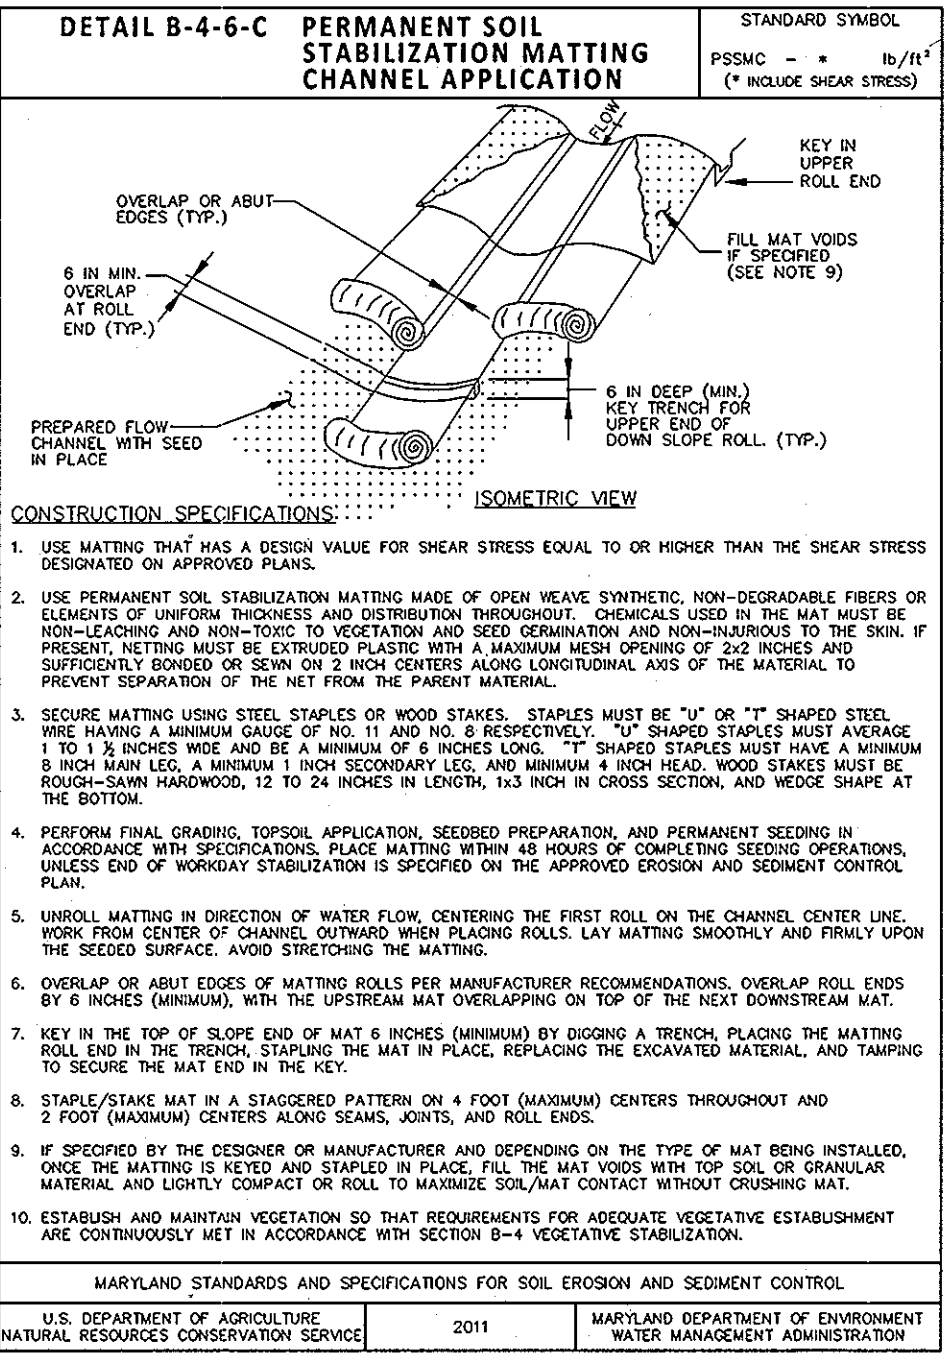 DETAIL B-4-6-C PERMANENT SOIL
STABILIZATION MATTING
CHANNEL APPLICATION
STANDARD SYMBOL
PSSMC - * lb/ft²
(* INCLUDE SHEAR STRESS)
FLOW
KEY IN
UPPER
ROLL END
OVERLAP OR ABUT
EDGES (TYP.)
FILL MAT VOIDS
IF SPECIFIED
(SEE NOTE 9)
6 IN MIN.
OVERLAP
AT ROLL
END (TYP.)
6 IN DEEP (MIN.)
KEY TRENCH FOR
UPPER END OF
DOWN SLOPE ROLL. (TYP.)
PREPARED FLOW
CHANNEL WITH SEED
IN PLACE
ISOMETRIC VIEW
CONSTRUCTION SPECIFICATIONS:
1. USE MATTING THAT HAS A DESIGN VALUE FOR SHEAR STRESS EQUAL TO OR HIGHER THAN THE SHEAR STRESS
DESIGNATED ON APPROVED PLANS.
2. USE PERMANENT SOIL STABILIZATION MATTING MADE OF OPEN WEAVE SYNTHETIC, NON-DEGRADABLE FIBERS OR
ELEMENTS OF UNIFORM THICKNESS AND DISTRIBUTION THROUGHOUT. CHEMICALS USED IN THE MAT MUST BE
NON-LEACHING AND NON-TOXIC TO VEGETATION AND SEED GERMINATION AND NON-INJURIOUS TO THE SKIN. IF
PRESENT, NETTING MUST BE EXTRUDED PLASTIC WITH A MAXIMUM MESH OPENING OF 2x2 INCHES AND
SUFFICIENTLY BONDED OR SEWN ON 2 INCH CENTERS ALONG LONGITUDINAL AXIS OF THE MATERIAL TO
PREVENT SEPARATION OF THE NET FROM THE PARENT MATERIAL.
3. SECURE MATTING USING STEEL STAPLES OR WOOD STAKES. STAPLES MUST BE "U" OR "T" SHAPED STEEL
WIRE HAVING A MINIMUM GAUGE OF NO. 11 AND NO. 8 RESPECTIVELY. "U" SHAPED STAPLES MUST AVERAGE
1 TO 1 ½ INCHES WIDE AND BE A MINIMUM OF 6 INCHES LONG. "T" SHAPED STAPLES MUST HAVE A MINIMUM
8 INCH MAIN LEG, A MINIMUM 1 INCH SECONDARY LEG, AND MINIMUM 4 INCH HEAD. WOOD STAKES MUST BE
ROUGH-SAWN HARDWOOD, 12 TO 24 INCHES IN LENGTH, 1x3 INCH IN CROSS SECTION, AND WEDGE SHAPE AT
THE BOTTOM.
4. PERFORM FINAL GRADING, TOPSOIL APPLICATION, SEEDBED PREPARATION, AND PERMANENT SEEDING IN
ACCORDANCE WITH SPECIFICATIONS. PLACE MATTING WITHIN 48 HOURS OF COMPLETING SEEDING OPERATIONS,
UNLESS END OF WORKDAY STABILIZATION IS SPECIFIED ON THE APPROVED EROSION AND SEDIMENT CONTROL
PLAN.
5. UNROLL MATTING IN DIRECTION OF WATER FLOW, CENTERING THE FIRST ROLL ON THE CHANNEL CENTER LINE.
WORK FROM CENTER OF CHANNEL OUTWARD WHEN PLACING ROLLS. LAY MATTING SMOOTHLY AND FIRMLY UPON
THE SEEDED SURFACE. AVOID STRETCHING THE MATTING.
6. OVERLAP OR ABUT EDGES OF MATTING ROLLS PER MANUFACTURER RECOMMENDATIONS. OVERLAP ROLL ENDS
BY 6 INCHES (MINIMUM), WITH THE UPSTREAM MAT OVERLAPPING ON TOP OF THE NEXT DOWNSTREAM MAT.
7. KEY IN THE TOP OF SLOPE END OF MAT 6 INCHES (MINIMUM) BY DIGGING A TRENCH, PLACING THE MATTING
ROLL END IN THE TRENCH, STAPLING THE MAT IN PLACE, REPLACING THE EXCAVATED MATERIAL, AND TAMPING
TO SECURE THE MAT END IN THE KEY.
8. STAPLE/STAKE MAT IN A STAGGERED PATTERN ON 4 FOOT (MAXIMUM) CENTERS THROUGHOUT AND
2 FOOT (MAXIMUM) CENTERS ALONG SEAMS, JOINTS, AND ROLL ENDS.
9. IF SPECIFIED BY THE DESIGNER OR MANUFACTURER AND DEPENDING ON THE TYPE OF MAT BEING INSTALLED,
ONCE THE MATTING IS KEYED AND STAPLED IN PLACE, FILL THE MAT VOIDS WITH TOP SOIL OR GRANULAR
MATERIAL AND LIGHTLY COMPACT OR ROLL TO MAXIMIZE SOIL/MAT CONTACT WITHOUT CRUSHING MAT.
10. ESTABLISH AND MAINTAIN VEGETATION SO THAT REQUIREMENTS FOR ADEQUATE VEGETATIVE ESTABLISHMENT
ARE CONTINUOUSLY MET IN ACCORDANCE WITH SECTION B-4 VEGETATIVE STABILIZATION.
MARYLAND STANDARDS AND SPECIFICATIONS FOR SOIL EROSION AND SEDIMENT CONTROL
U.S. DEPARTMENT OF AGRICULTURE
NATURAL RESOURCES CONSERVATION SERVICE
2011
MARYLAND DEPARTMENT OF ENVIRONMENT
WATER MANAGEMENT ADMINISTRATION